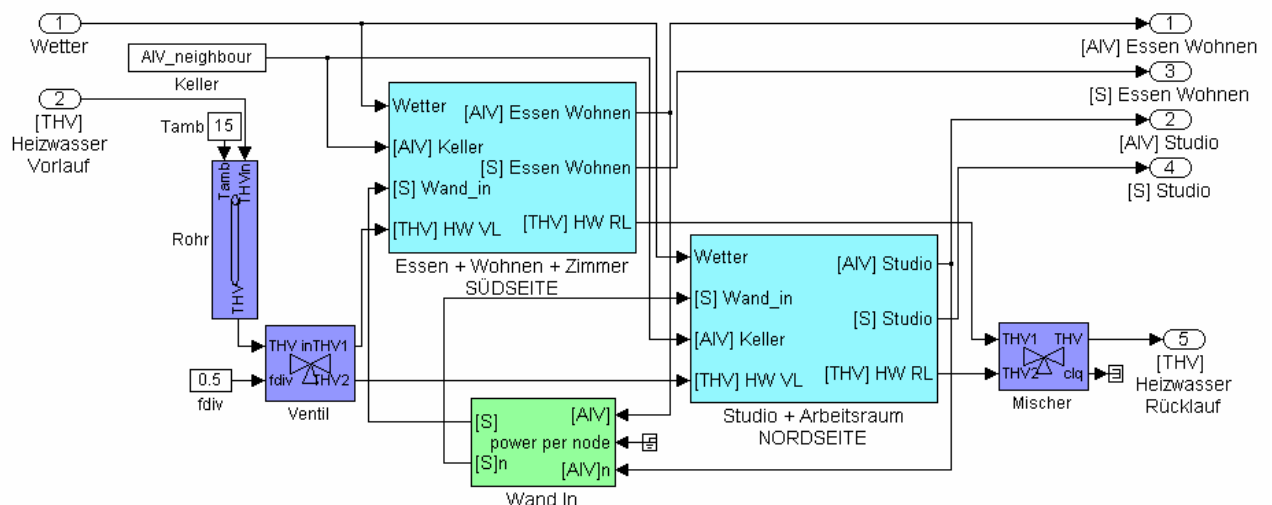 1
Wetter
AIV_neighbour
Keller
2
[THV]
Heizwasser
Vorlauf
Tamb
15
Tamb
THVin
THV
Rohr
Wetter
[AIV] Keller
[S] Wand_in
[THV] HW VL
[AIV] Essen Wohnen
[S] Essen Wohnen
[THV] HW RL
Essen + Wohnen + Zimmer
SÜDSEITE
1
[AIV] Essen Wohnen
3
[S] Essen Wohnen
2
[AIV] Studio
4
[S] Studio
Wetter
[S] Wand_in
[AIV] Keller
[THV] HW VL
[AIV] Studio
[S] Studio
[THV] HW RL
Studio + Arbeitsraum
NORDSEITE
THV in
THV1
fdiv
THV2
Ventil
0.5
fdiv
THV1
THV
THV2
clq
Mischer
5
[THV]
Heizwasser
Rücklauf
[S]
[S]n
[AIV]
power per node
[AIV]n
Wand In